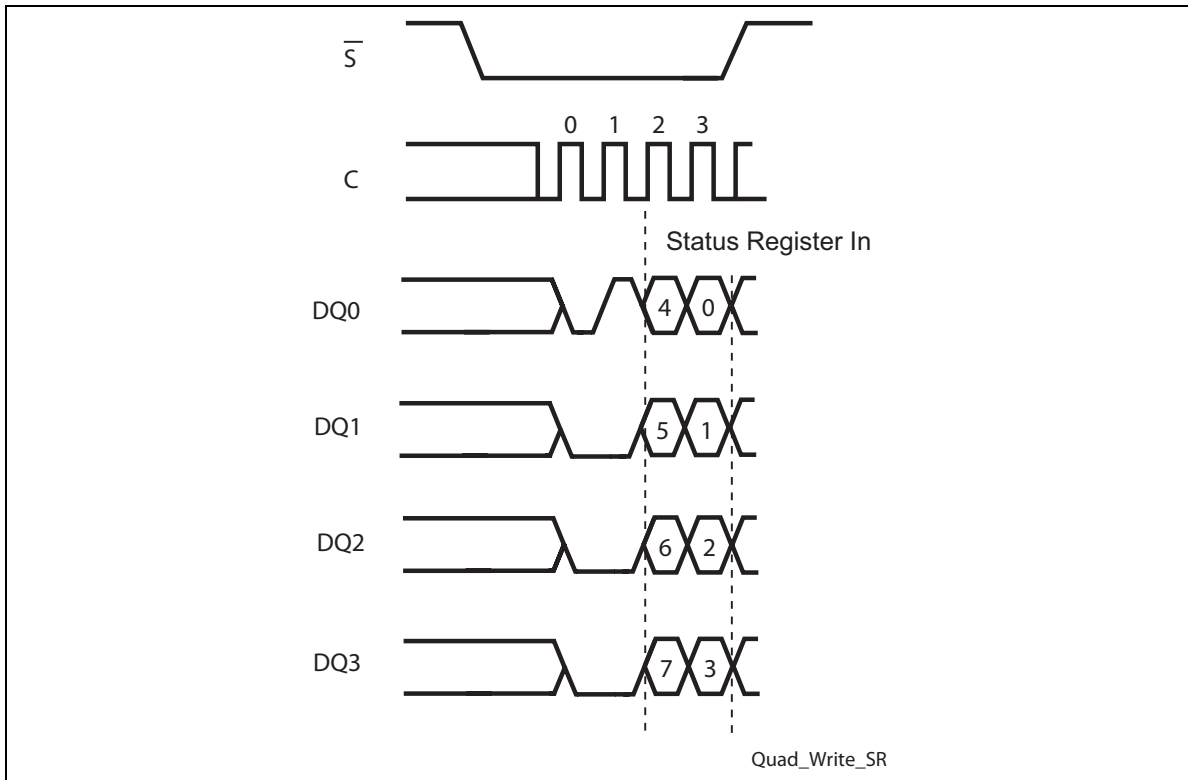 S
0 1 2 3
C
Status Register In
DQ0 4 0
DQ1 5 1
DQ2 6 2
DQ3 7 3
Quad_Write_SR